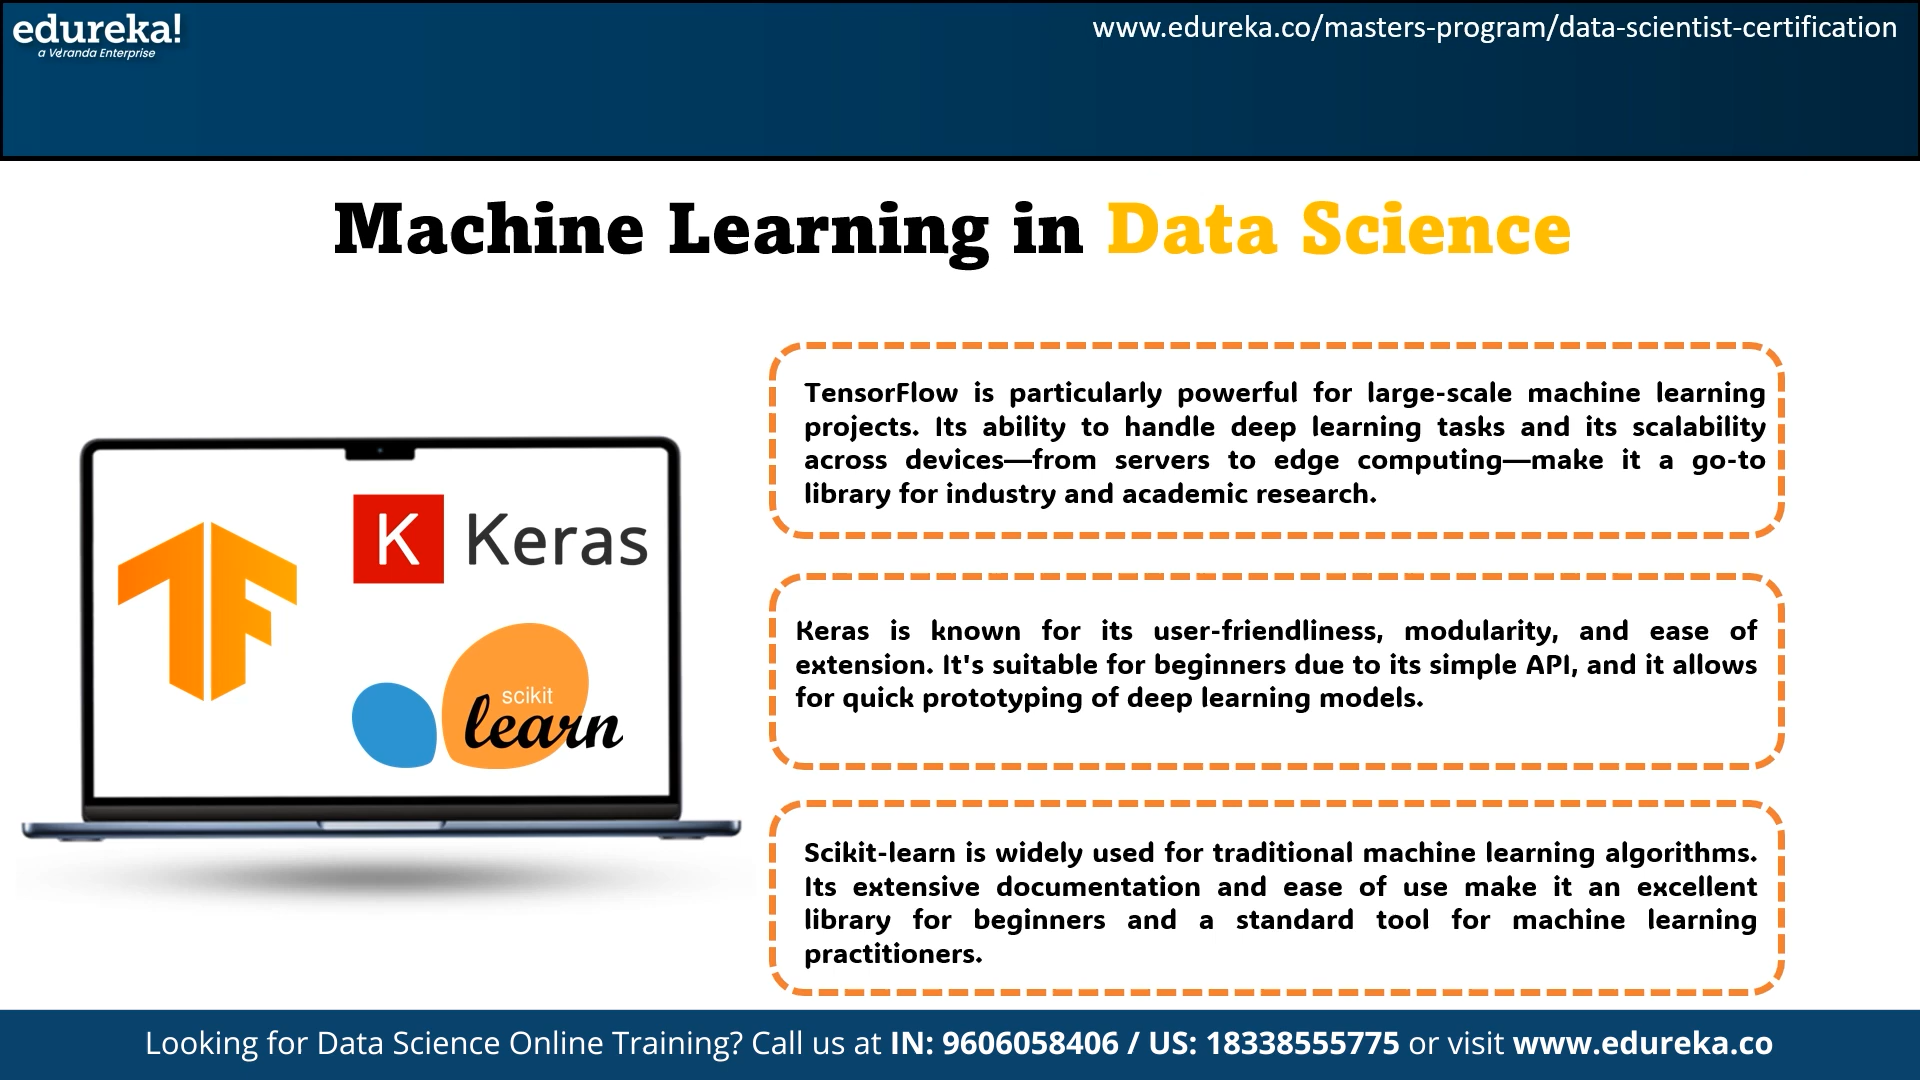 edureka!
a Veranda Enterprise
www.edureka.co/masters-program/data-scientist-certification
Machine Learning in Data Science
K Keras
scikit
learn
TensorFlow is particularly powerful for large-scale machine learning
projects. Its ability to handle deep learning tasks and its scalability
across devices—from servers to edge computing—make it a go-to
library for industry and academic research.
Keras is known for its user-friendliness, modularity, and ease of
extension. It's suitable for beginners due to its simple API, and it allows
for quick prototyping of deep learning models.
Scikit-learn is widely used for traditional machine learning algorithms.
Its extensive documentation and ease of use make it an excellent
library for beginners and a standard tool for machine learning
practitioners.
Looking for Data Science Online Training? Call us at IN: 9606058406 / US: 18338555775 or visit www.edureka.co